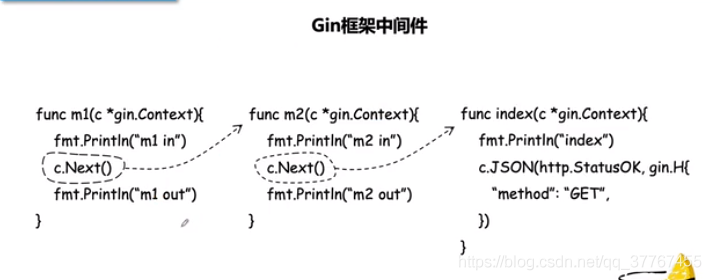 Gin框架中间件
func m1(c *gin.Context){
fmt.Println("m1 in")
c.Next()
fmt.Println("m1 out")
}
func m2(c *gin.Context){
fmt.Println("m2 in")
c.Next()
fmt.Println("m2 out")
}
func index(c *gin.Context){
fmt.Println("index")
c.JSON(http.StatusOK, gin.H{
"method": "GET",
})
}
https://blog.csdn.net/qq_37767455